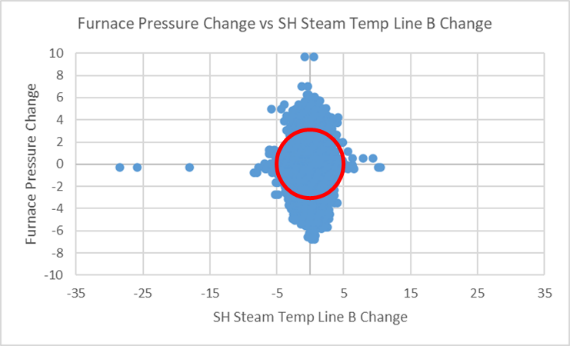 Furnace Pressure Change vs SH Steam Temp Line B Change
10
8
6
4
2
0
-2
-4
-6
-8
-10
-35 -25 -15 -5 5 15 25 35
Furnace Pressure Change
SH Steam Temp Line B Change